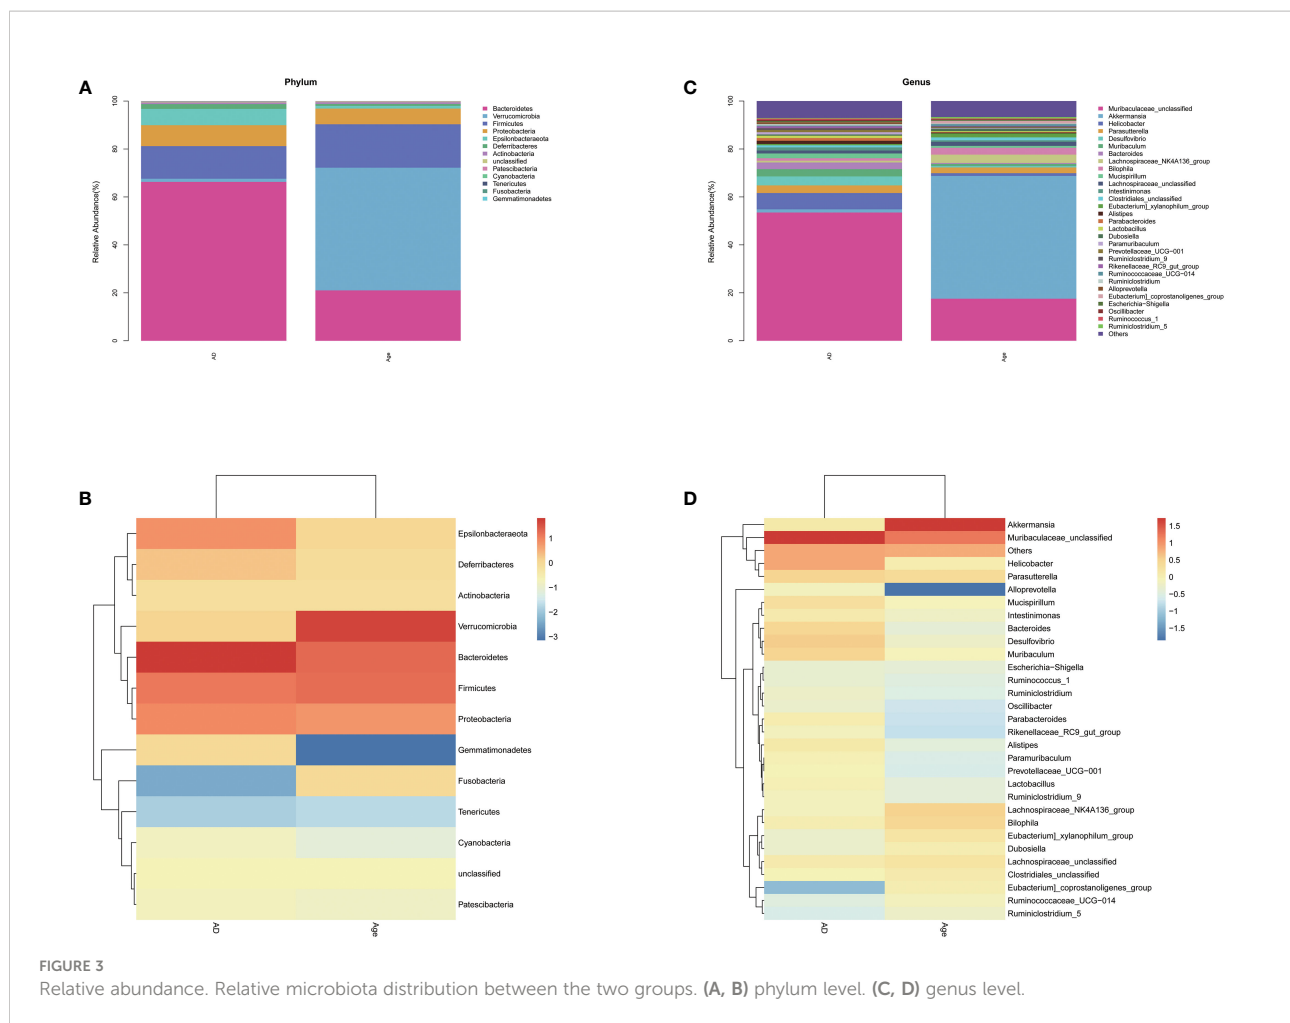 A
Phylum
Relative Abundance(%)
100
80
60
40
20
0
AD
Age
Bacteroidetes
Verrucomicrobia
Firmicutes
Proteobacteria
Epsilonbacteraeota
Deferribacteres
Actinobacteria
unclassified
Patescibacteria
Cyanobacteria
Tenericutes
Fusobacteria
Gemmatimonadetes
C
Genus
Relative Abundance(%)
100
80
60
40
20
0
AD
Age
Muribaculaceae_unclassified
Akkermansia
Helicobacter
Parasutterella
Desulfovibrio
Muribaculum
Bacteroides
Lachnospiraceae_NK4A136_group
Bilophila
Mucispirillum
Lachnospiraceae_unclassified
Intestinimonas
Clostridiales_unclassified
Eubacterium]_xylanophilum_group
Alistipes
Parabacteroides
Lactobacillus
Dubosiella
Paramuribaculum
Prevotellaceae_UCG−001
Ruminiclostridium_9
Rikenellaceae_RC9_gut_group
Ruminococcaceae_UCG−014
Ruminiclostridium
Alloprevotella
Eubacterium]_coprostanoligenes_group
Escherichia−Shigella
Oscillibacter
Ruminococcus_1
Ruminiclostridium_5
Others
B
Epsilonbacteraeota
Deferribacteres
Actinobacteria
Verrucomicrobia
Bacteroidetes
Firmicutes
Proteobacteria
Gemmatimonadetes
Fusobacteria
Tenericutes
Cyanobacteria
unclassified
Patescibacteria
AD
Age
1
0
−1
−2
−3
D
Akkermansia
Muribaculaceae_unclassified
Others
Helicobacter
Parasutterella
Alloprevotella
Mucispirillum
Intestinimonas
Bacteroides
Desulfovibrio
Muribaculum
Escherichia−Shigella
Ruminococcus_1
Ruminiclostridium
Oscillibacter
Parabacteroides
Rikenellaceae_RC9_gut_group
Alistipes
Paramuribaculum
Prevotellaceae_UCG−001
Lactobacillus
Ruminiclostridium_9
Lachnospiraceae_NK4A136_group
Bilophila
Eubacterium]_xylanophilum_group
Dubosiella
Lachnospiraceae_unclassified
Clostridiales_unclassified
Eubacterium]_coprostanoligenes_group
Ruminococcaceae_UCG−014
Ruminiclostridium_5
AD
Age
1.5
1
0.5
0
−0.5
−1
−1.5
FIGURE 3
Relative abundance. Relative microbiota distribution between the two groups. (A, B) phylum level. (C, D) genus level.